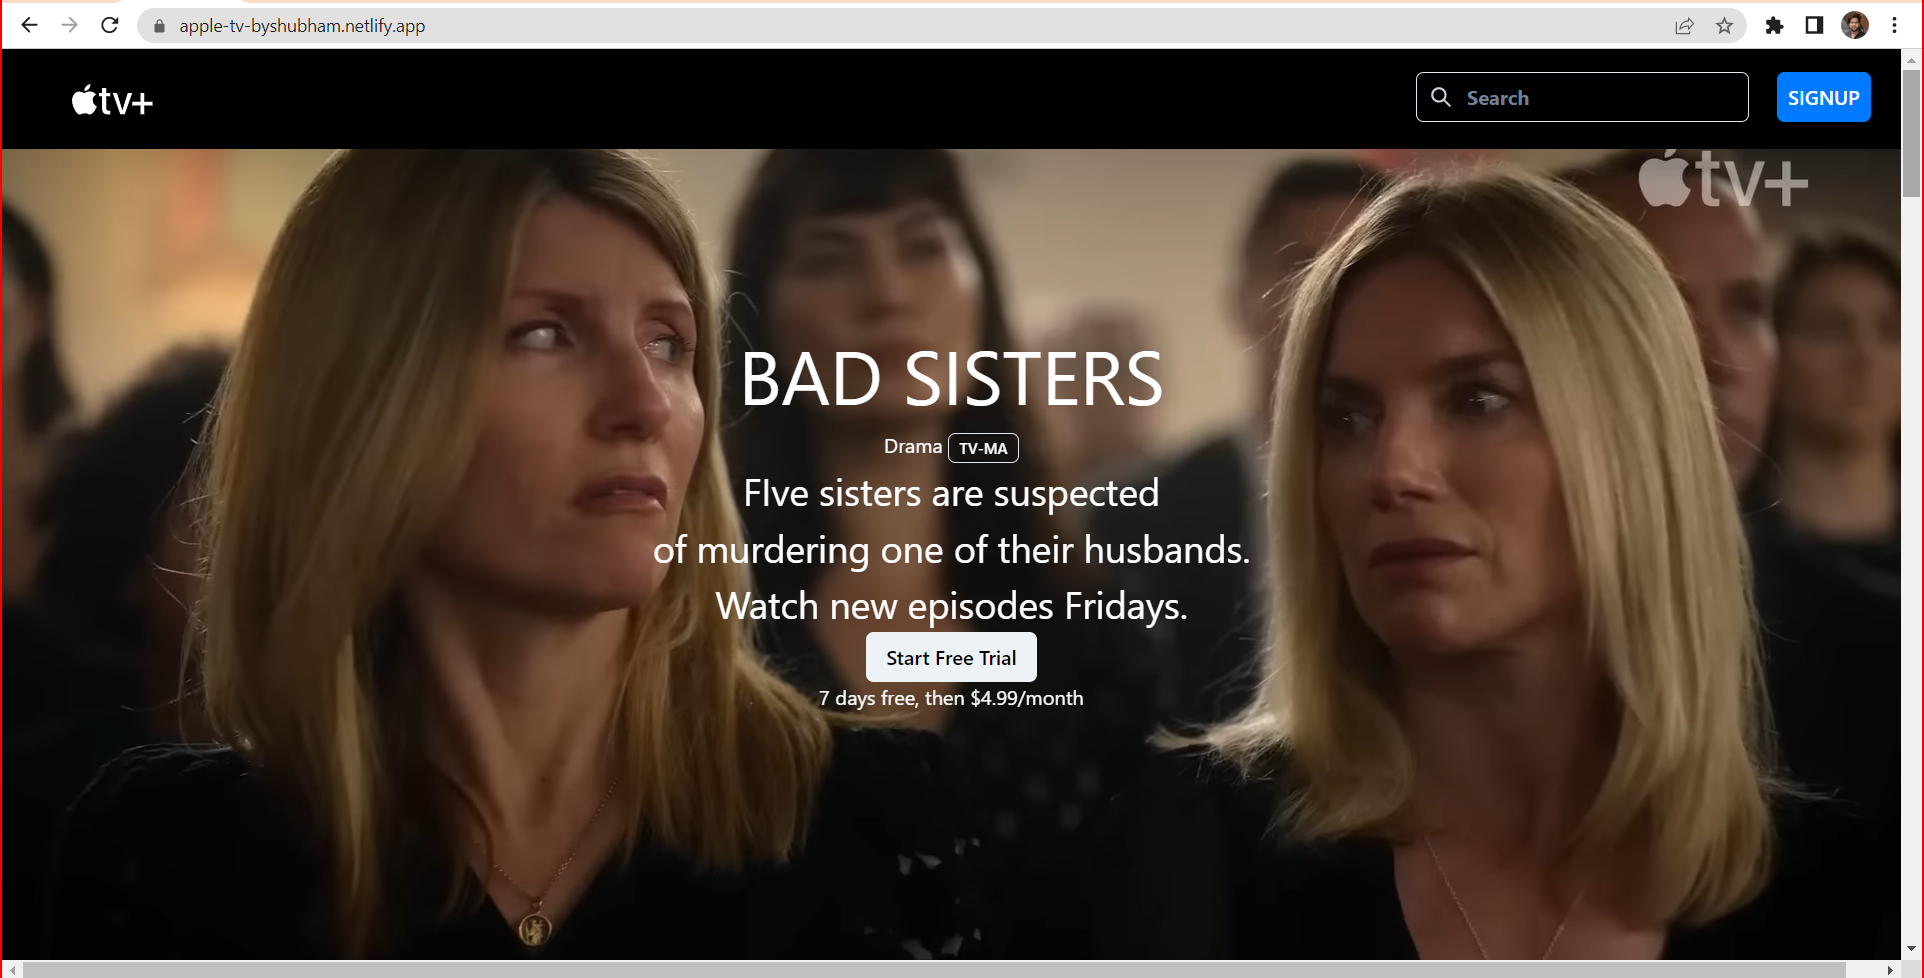 apple-tv-byshubham.netlify.app
tv+
Search
SIGNUP
tv+
BAD SISTERS
Drama TV-MA
FIve sisters are suspected
of murdering one of their husbands.
Watch new episodes Fridays.
Start Free Trial
7 days free, then $4.99/month